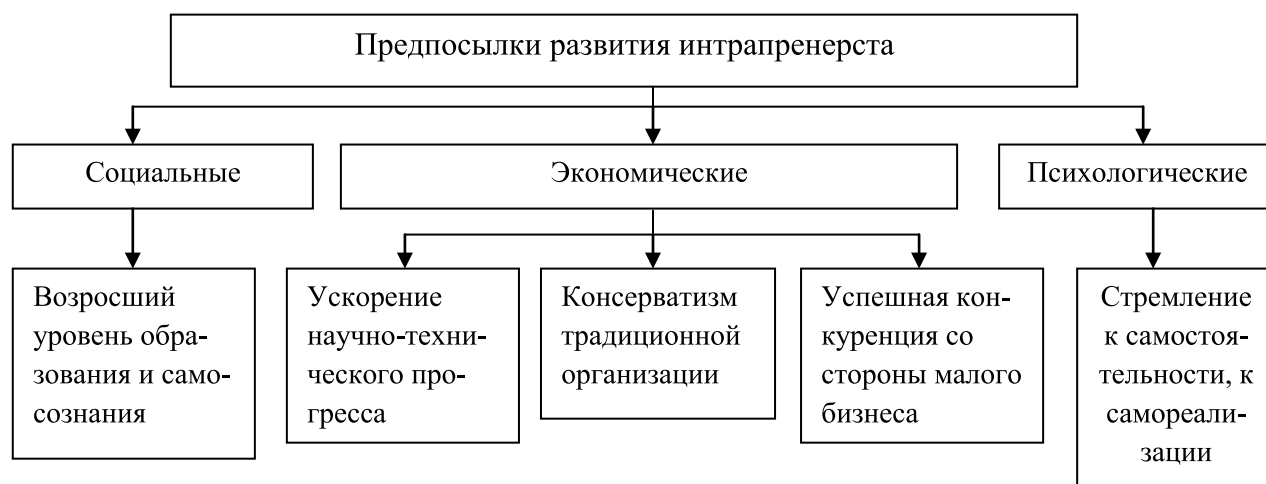 Предпосылки развития интрапренерста
Социальные
Экономические
Психологические
Возросший
уровень обра-
зования и само-
сознания
Ускорение
научно-техни-
ческого про-
гресса
Консерватизм
традиционной
организации
Успешная кон-
куренция со
стороны малого
бизнеса
Стремление
к самостоя-
тельности, к
самореали-
зации